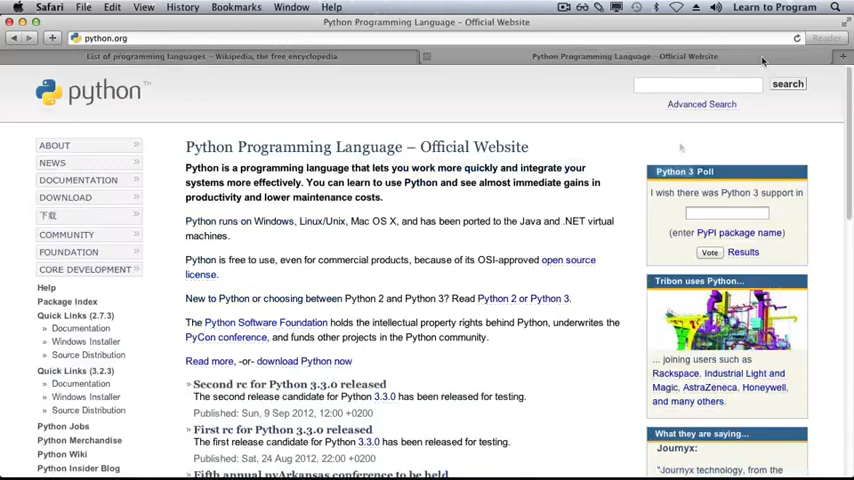 Safari File Edit View History Bookmarks Window Help Learn to Program
Python Programming Language – Official Website
python.org Reader
List of programming languages – Wikipedia, the free encyclopedia Python Programming Language – Official Website
python™
search
Advanced Search
ABOUT
NEWS
DOCUMENTATION
DOWNLOAD
下载
COMMUNITY
FOUNDATION
CORE DEVELOPMENT
Help
Package Index
Quick Links (2.7.3)
» Documentation
» Windows Installer
» Source Distribution
Quick Links (3.2.3)
» Documentation
» Windows Installer
» Source Distribution
Python Jobs
Python Merchandise
Python Wiki
Python Insider Blog
Python Programming Language – Official Website
Python is a programming language that lets you work more quickly and integrate your
systems more effectively. You can learn to use Python and see almost immediate gains in
productivity and lower maintenance costs.
Python runs on Windows, Linux/Unix, Mac OS X, and has been ported to the Java and .NET virtual
machines.
Python is free to use, even for commercial products, because of its OSI-approved open source
license.
New to Python or choosing between Python 2 and Python 3? Read Python 2 or Python 3.
The Python Software Foundation holds the intellectual property rights behind Python, underwrites the
PyCon conference, and funds other projects in the Python community.
Read more, -or- download Python now
» Second rc for Python 3.3.0 released
The second release candidate for Python 3.3.0 has been released for testing.
Published: Sun, 9 Sep 2012, 12:00 +0200
» First rc for Python 3.3.0 released
The first release candidate for Python 3.3.0 has been released for testing.
Published: Sat, 24 Aug 2012, 22:00 +0200
» Fifth annual pyArkansas conference to be held
Python 3 Poll
I wish there was Python 3 support in
(enter PyPI package name)
Vote Results
Tribon uses Python...
... joining users such as
Rackspace, Industrial Light and
Magic, AstraZeneca, Honeywell,
and many others.
What they are saying...
Journyx:
"Journyx technology, from the